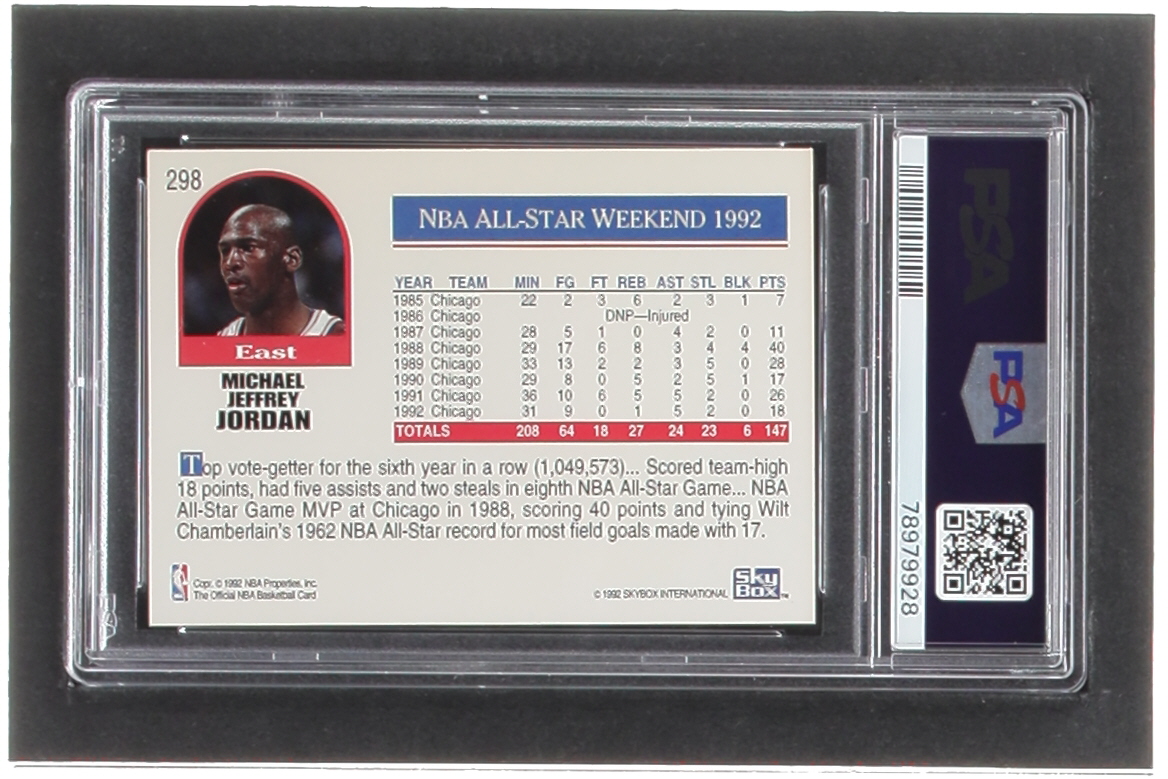 298
East
MICHAEL
JEFFREY
JORDAN
NBA ALL-STAR WEEKEND 1992
YEAR TEAM MIN FG FT REB AST STL BLK PTS
1985 Chicago 22 2 3 6 2 3 1 7
1986 Chicago DNP—Injured
1987 Chicago 28 5 1 0 4 2 0 11
1988 Chicago 29 17 6 8 3 4 4 40
1989 Chicago 33 13 2 2 3 5 0 28
1990 Chicago 29 8 0 5 2 5 1 17
1991 Chicago 36 10 6 5 5 2 0 26
1992 Chicago 31 9 0 1 5 2 0 18
TOTALS 208 64 18 27 24 23 6 147
Top vote-getter for the sixth year in a row (1,049,573)... Scored team-high
18 points, had five assists and two steals in eighth NBA All-Star Game... NBA
All-Star Game MVP at Chicago in 1988, scoring 40 points and tying Wilt
Chamberlain's 1962 NBA All-Star record for most field goals made with 17.
Copr. © 1992 NBA Properties, Inc.
The Official NBA Basketball Card
© 1992 SKYBOX INTERNATIONAL
Sky
Box™
78979928
PSA
PSA